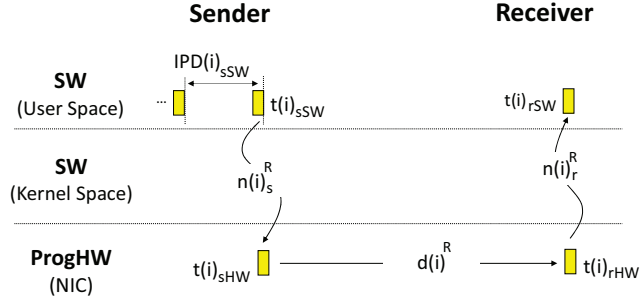 Sender Receiver
IPD(i)sSW
SW
(User Space)
... t(i)sSW t(i)rSW
SW
(Kernel Space)
n(i)sR n(i)rR
ProgHW
(NIC)
t(i)sHW d(i)R t(i)rHW